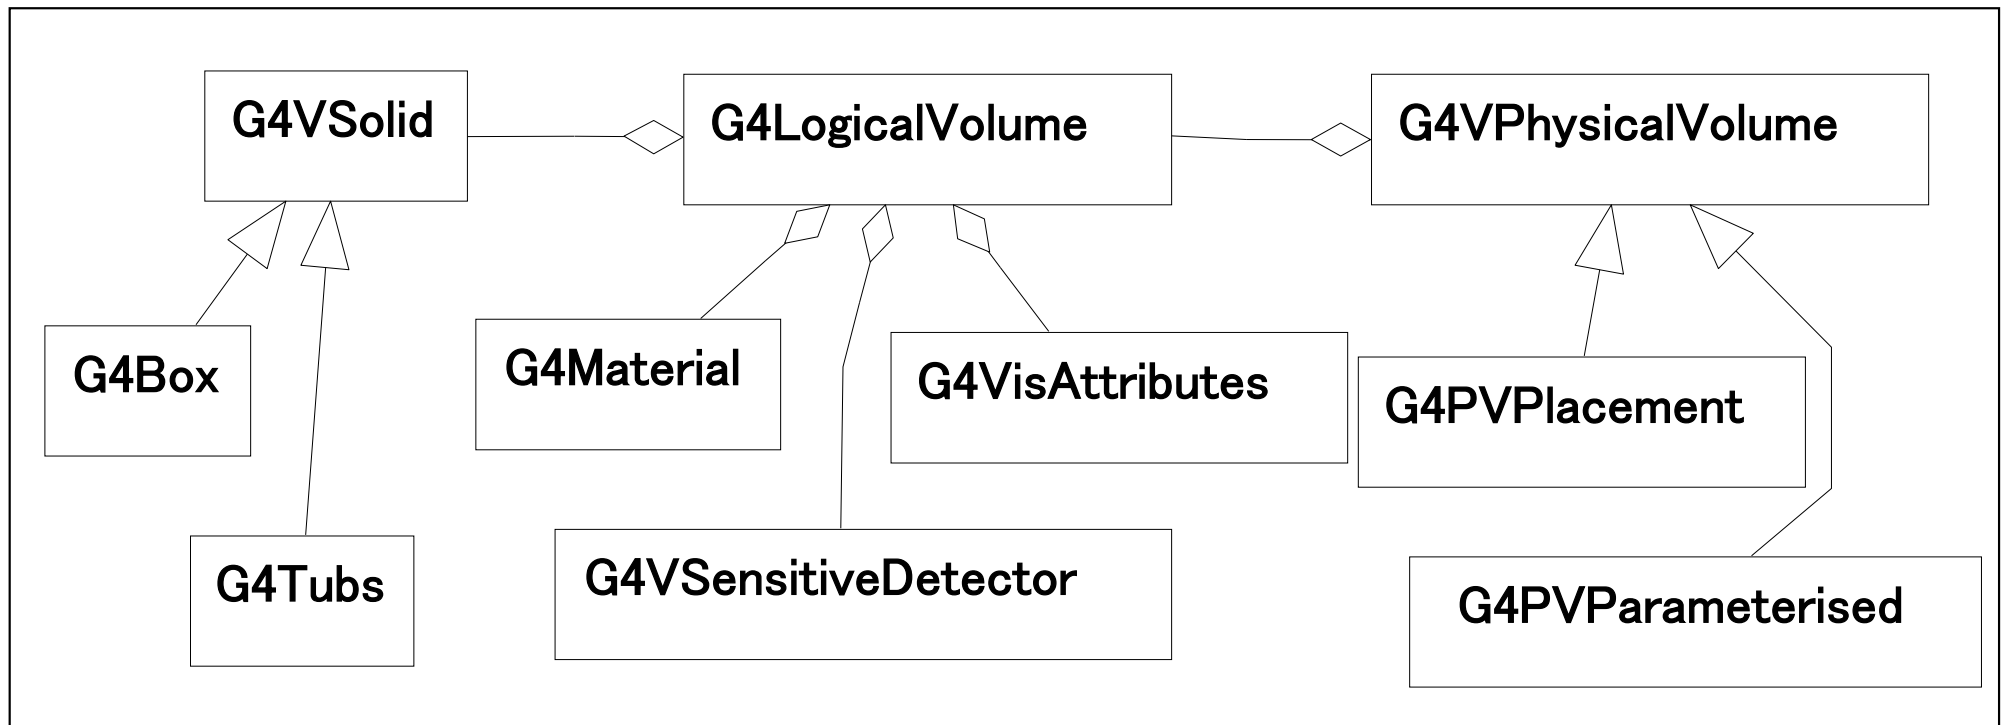 G4VSolid
G4LogicalVolume
G4VPhysicalVolume
G4Box
G4Material
G4VisAttributes
G4PVPlacement
G4Tubs
G4VSensitiveDetector
G4PVParameterised